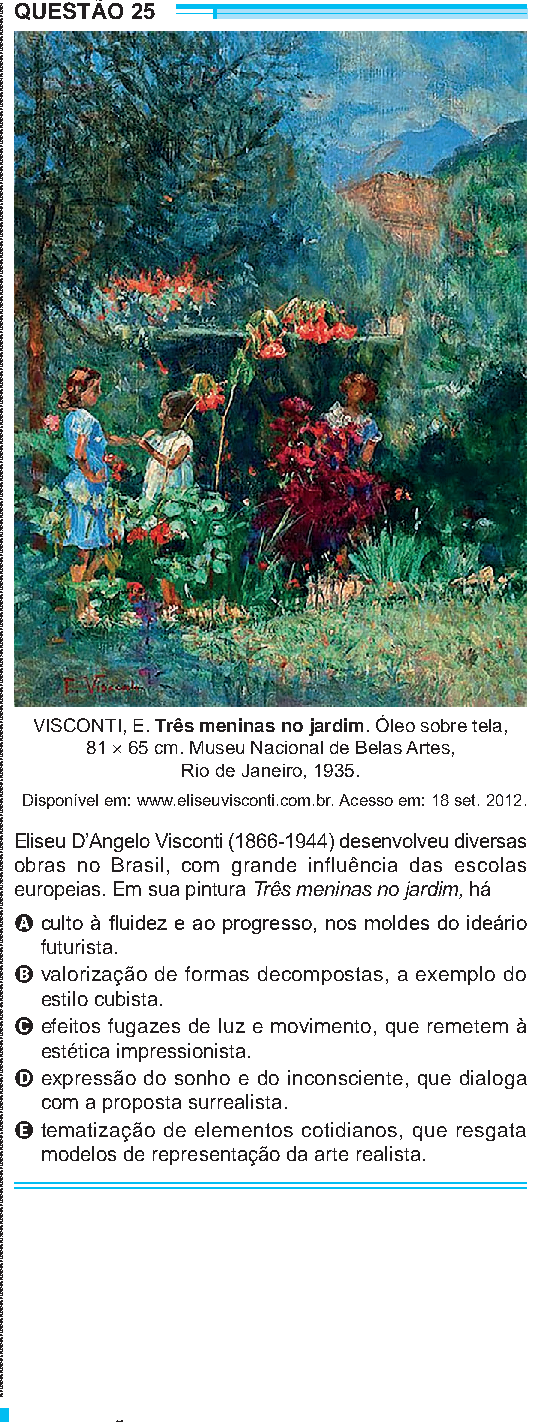 QUESTÃO 25
E. Visconti
VISCONTI, E. Três meninas no jardim. Óleo sobre tela,
81 × 65 cm. Museu Nacional de Belas Artes,
Rio de Janeiro, 1935.
Disponível em: www.eliseuvisconti.com.br. Acesso em: 18 set. 2012.
Eliseu D’Angelo Visconti (1866-1944) desenvolveu diversas
obras no Brasil, com grande influência das escolas
europeias. Em sua pintura Três meninas no jardim, há
A culto à fluidez e ao progresso, nos moldes do ideário
futurista.
B valorização de formas decompostas, a exemplo do
estilo cubista.
C efeitos fugazes de luz e movimento, que remetem à
estética impressionista.
D expressão do sonho e do inconsciente, que dialoga
com a proposta surrealista.
E tematização de elementos cotidianos, que resgata
modelos de representação da arte realista.